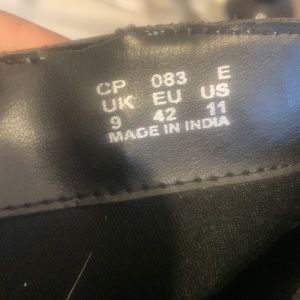 CP 083 E
UK EU US
9 42 11
MADE IN INDIA